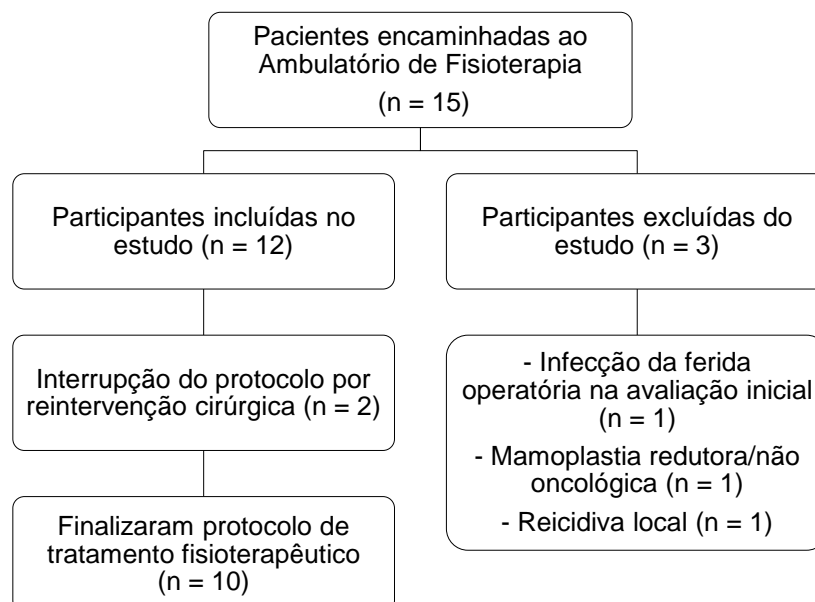 Pacientes encaminhadas ao
Ambulatório de Fisioterapia
(n = 15)
Participantes incluídas no
estudo (n = 12)
Participantes excluídas do
estudo (n = 3)
Interrupção do protocolo por
reintervenção cirúrgica (n = 2)
- Infecção da ferida
operatória na avaliação inicial
(n = 1)
- Mamoplastia redutora/não
oncológica (n = 1)
- Reicidiva local (n = 1)
Finalizaram protocolo de
tratamento fisioterapêutico
(n = 10)